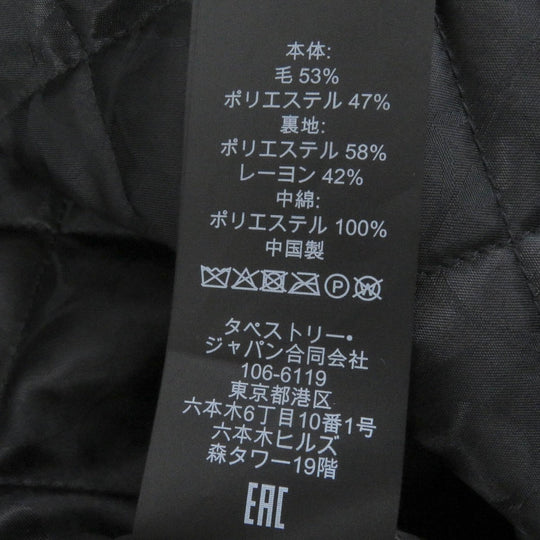 本体:
毛 53%
ポリエステル 47%
裏地:
ポリエステル 58%
レーヨン 42%
中綿:
ポリエステル 100%
中国製
P W
タペストリー・
ジャパン合同会社
106-6119
東京都港区
六本木6丁目10番1号
六本木ヒルズ
森タワー19階
EAC